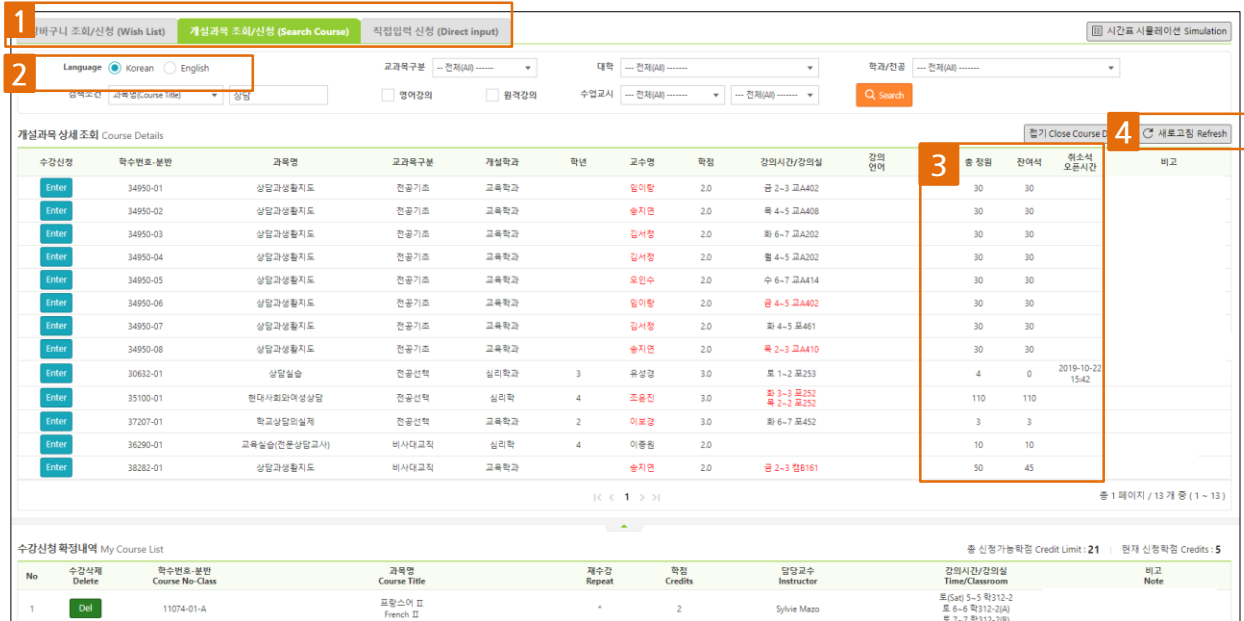 1
바구니 조회/신청 (Wish List) 개설과목 조회/신청 (Search Course) 직접입력 신청 (Direct input) 시간표 시뮬레이션 Simulation
2
Language Korean English 교과목구분 -- 전체(All) ------ 대학 --- 전체(All) ------- 학과/전공 --- 전체(All) -------
검색조건 과목명(Course Title) 상담 영어강의 원격강의 수업교시 --- 전체(All) ------- --- 전체(All) ------- Search
개설과목 상세 조회 Course Details 접기 Close Course D 4 새로고침 Refresh
수강신청 학수번호-분반 과목명 교과목구분 개설학과 학년 교수명 학점 강의시간/강의실 강의 언어 3 총 정원 잔여석 취소석 오픈시간 비고
Enter 34950-01 상담과생활지도 전공기초 교육학과 임이랑 2.0 금 2~3 교A402 30 30
Enter 34950-02 상담과생활지도 전공기초 교육학과 송지연 2.0 목 4~5 교A408 30 30
Enter 34950-03 상담과생활지도 전공기초 교육학과 김서정 2.0 화 6~7 교A202 30 30
Enter 34950-04 상담과생활지도 전공기초 교육학과 김서정 2.0 월 4~5 교A202 30 30
Enter 34950-05 상담과생활지도 전공기초 교육학과 오인수 2.0 수 6~7 교A414 30 30
Enter 34950-06 상담과생활지도 전공기초 교육학과 임이랑 2.0 금 4~5 교A402 30 30
Enter 34950-07 상담과생활지도 전공기초 교육학과 김서정 2.0 화 4~5 포461 30 30
Enter 34950-08 상담과생활지도 전공기초 교육학과 송지연 2.0 목 2~3 교A410 30 30
Enter 30632-01 상담실습 전공선택 심리학과 3 유성경 3.0 토 1~2 포253 4 0 2019-10-22 15:42
Enter 35100-01 현대사회와여성상담 전공선택 심리학 4 조윤진 3.0 화 3~3 포252 목 2~2 포252 110 110
Enter 37207-01 학교상담의실제 전공선택 교육학과 2 이보경 3.0 화 6~7 포452 3 3
Enter 36290-01 교육실습(전문상담교사) 비사대교직 심리학 4 이종원 2.0 10 10
Enter 38282-01 상담과생활지도 비사대교직 교육학과 송지연 2.0 금 2~3 캠B161 50 45
1
총 1 페이지 / 13 개 중 ( 1 ~ 13 )
수강신청 확정내역 My Course List 총 신청가능학점 Credit Limit : 21 현재 신청학점 Credits : 5
No 수강삭제 Delete 학수번호-분반 Course No-Class 과목명 Course Title 재수강 Repeat 학점 Credits 담당교수 Instructor 강의시간/강의실 Time/Classroom 비고 Note
1 Del 11074-01-A 프랑스어 Ⅱ French Ⅱ * 2 Sylvie Mazo 토(Sat) 5~5 학312-2
토 6~6 학312-2(A)
토 7~7 학312-2(B)